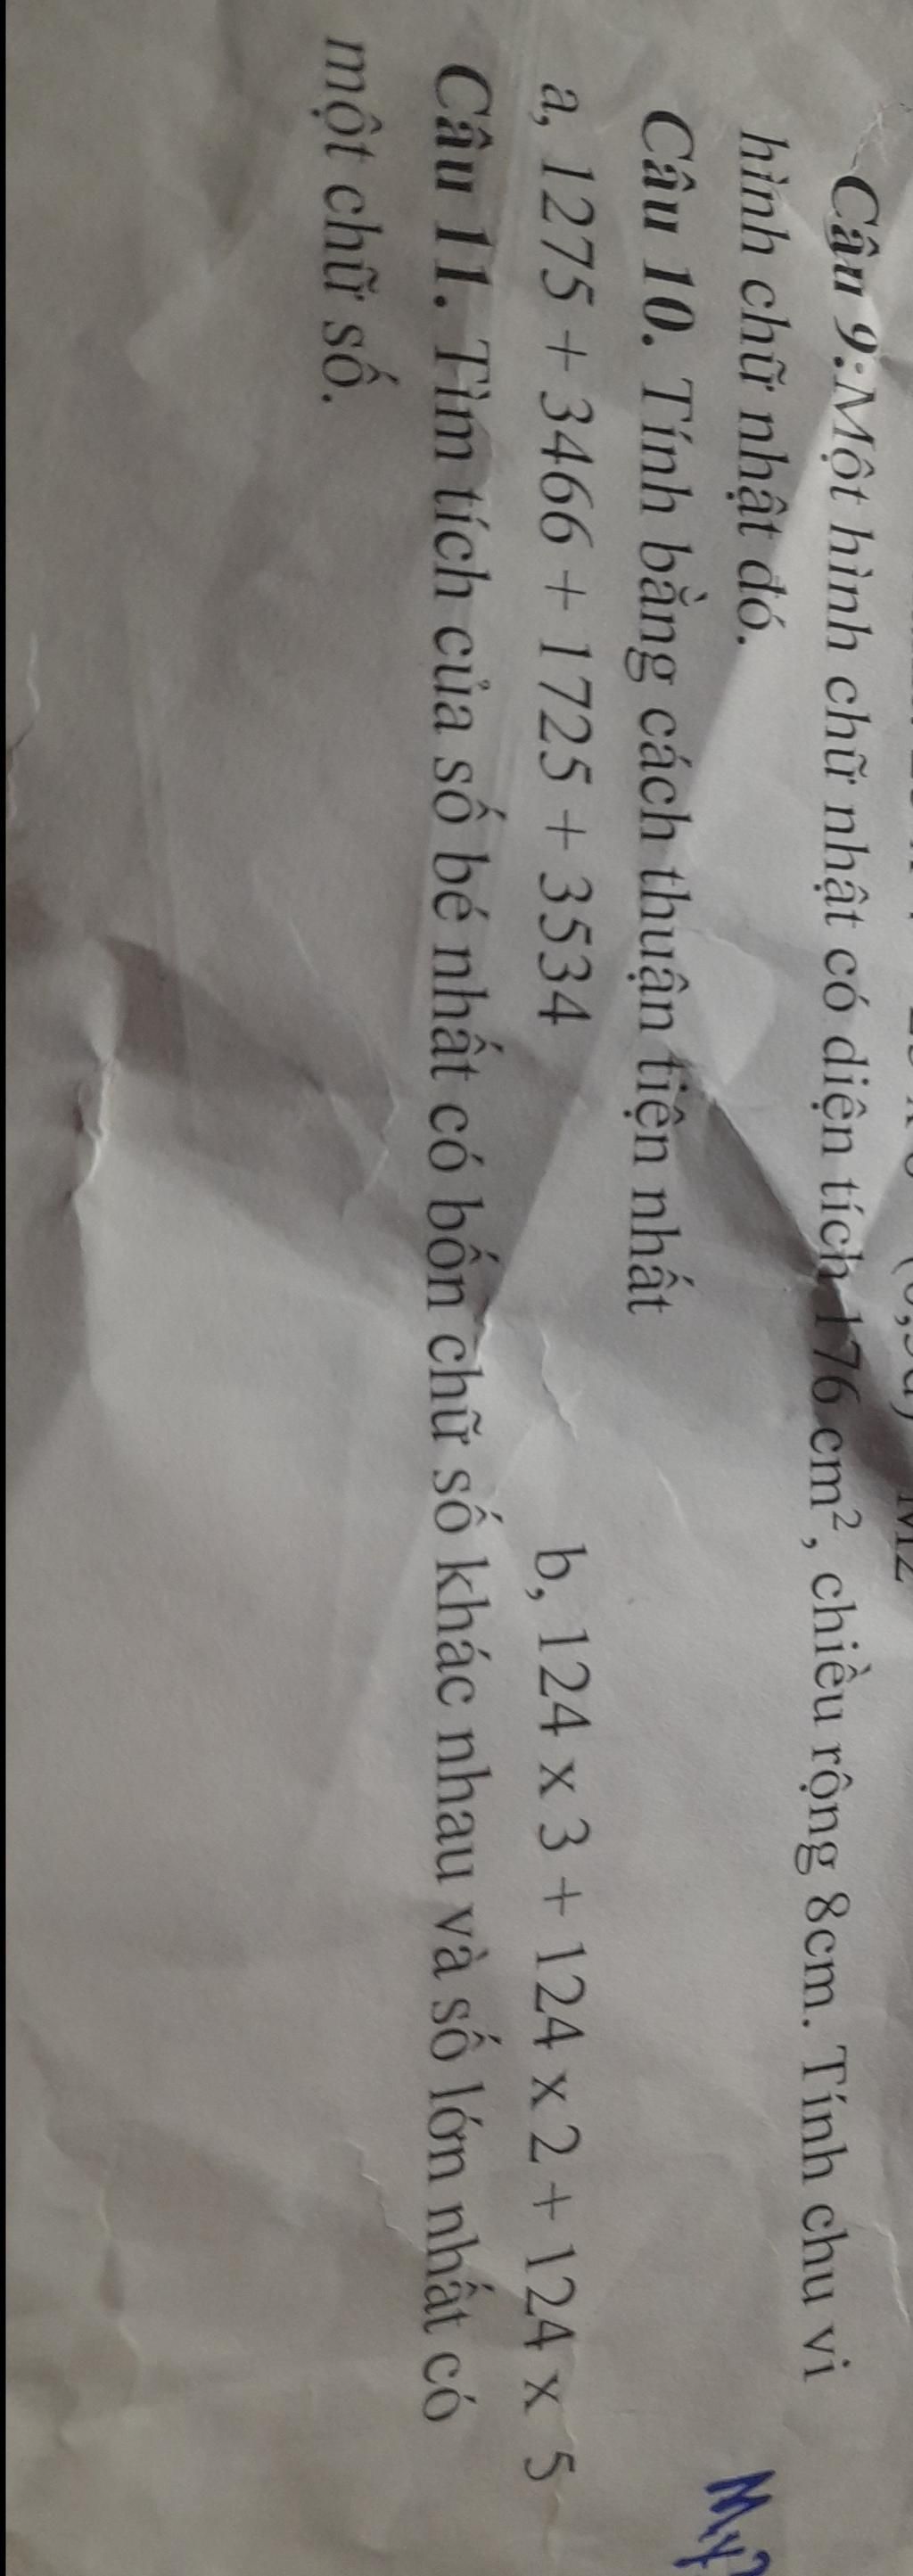 Câu 9: Một hình chữ nhật có diện tích 176 cm², chiều rộng 8cm. Tính chu vi
hình chữ nhật đó.
Câu 10. Tính bằng cách thuận tiện nhất
a, 1275 + 3466 + 1725 + 3534 b, 124 x 3 + 124 x 2 + 124 x 5
Câu 11. Tìm tích của số bé nhất có bốn chữ số khác nhau và số lớn nhất có
một chữ số.